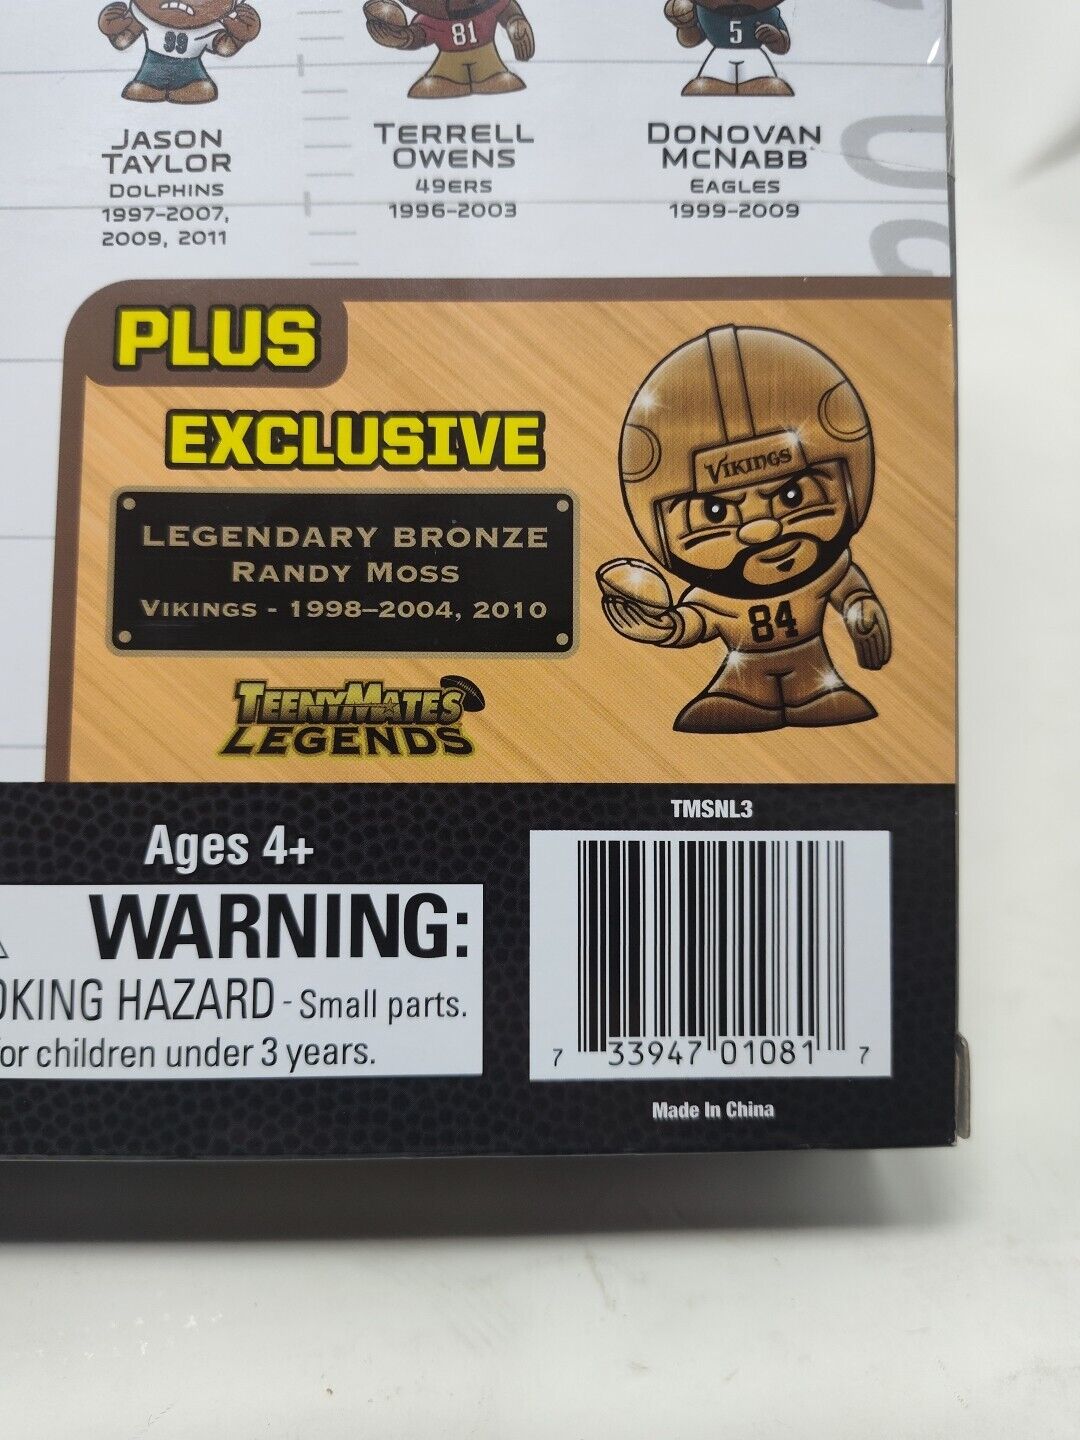 99
81
5
JASON
TAYLOR
DOLPHINS
1997-2007,
2009, 2011
TERRELL
OWENS
49ERS
1996-2003
DONOVAN
MCNABB
EAGLES
1999-2009
PLUS
EXCLUSIVE
LEGENDARY BRONZE
RANDY MOSS
VIKINGS - 1998–2004, 2010
VIKINGS
84
TEENYMATES
LEGENDS
TMSNL3
Ages 4+
WARNING:
OKING HAZARD - Small parts.
for children under 3 years.
7 33947 01081 7
Made In China